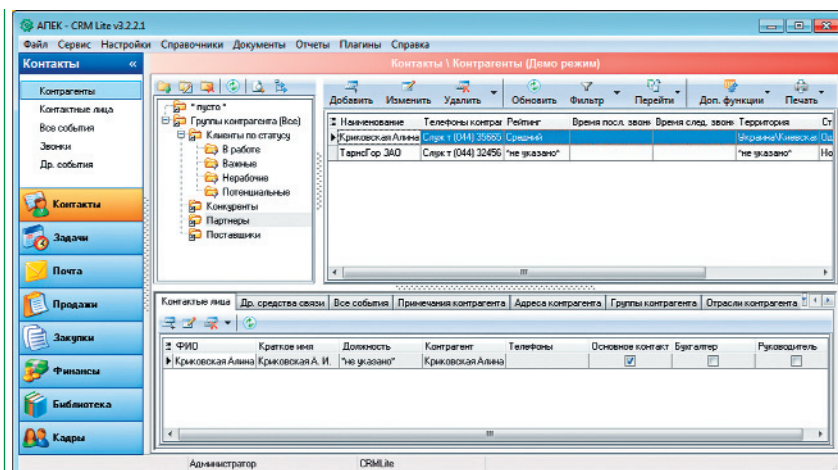 АПЕК - CRM Lite v3.2.2.1
Файл Сервис Настройки Справочники Документы Отчеты Плагины Справка
Контакты «
Контакты \ Контрагенты (Демо режим)
Контрагенты
Контактные лица
Все события
Звонки
Др. события
Контакты
Задачи
Почта
Продажи
Закупки
Финансы
Библиотека
Кадры
* пусто *
Группы контрагента (Все)
Клиенты по статусу
В работе
Важные
Нерабочие
Потенциальные
Конкуренты
Партнеры
Поставщики
Добавить Изменить Удалить Обновить Фильтр Перейти Доп. функции Печать
Наименование Телефоны контраг Рейтинг Время посл. звонк Время след. звонк Территория Ст
Криковская Алина Служ т (044) 35665 Средний Украина\Киевская Од
ТарнсГор ЗАО Служ т (044) 32456 *не указано* *не указано* Но
Контактые лица Др. средства связи Все события Примечания контрагента Адреса контрагента Группы контрагента Отрасли контрагента
ФИО Краткое имя Должность Контрагент Телефоны Основное контакт Бухгалтер Руководитель
Криковская Алина Криковская А. И. *не указано* Криковская Алина
Администратор CRMLite